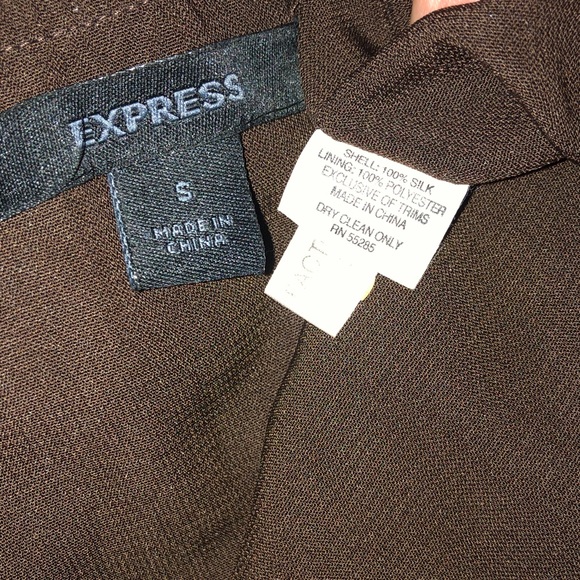 EXPRESS
S
MADE IN
CHINA
SHELL: 100% SILK
LINING: 100% POLYESTER
EXCLUSIVE OF TRIMS
MADE IN CHINA
DRY CLEAN ONLY
RN 55285